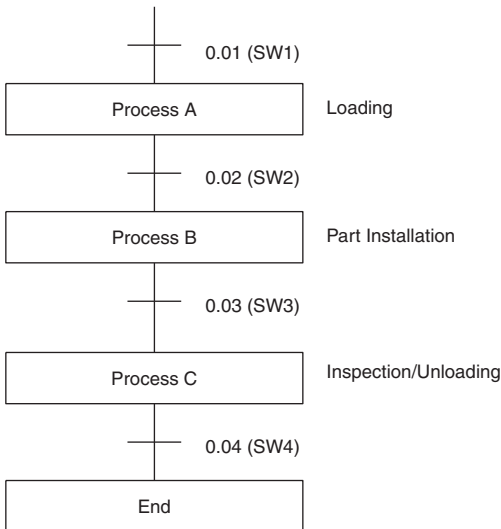 0.01 (SW1)
Process A
Loading
0.02 (SW2)
Process B
Part Installation
0.03 (SW3)
Process C
Inspection/Unloading
0.04 (SW4)
End